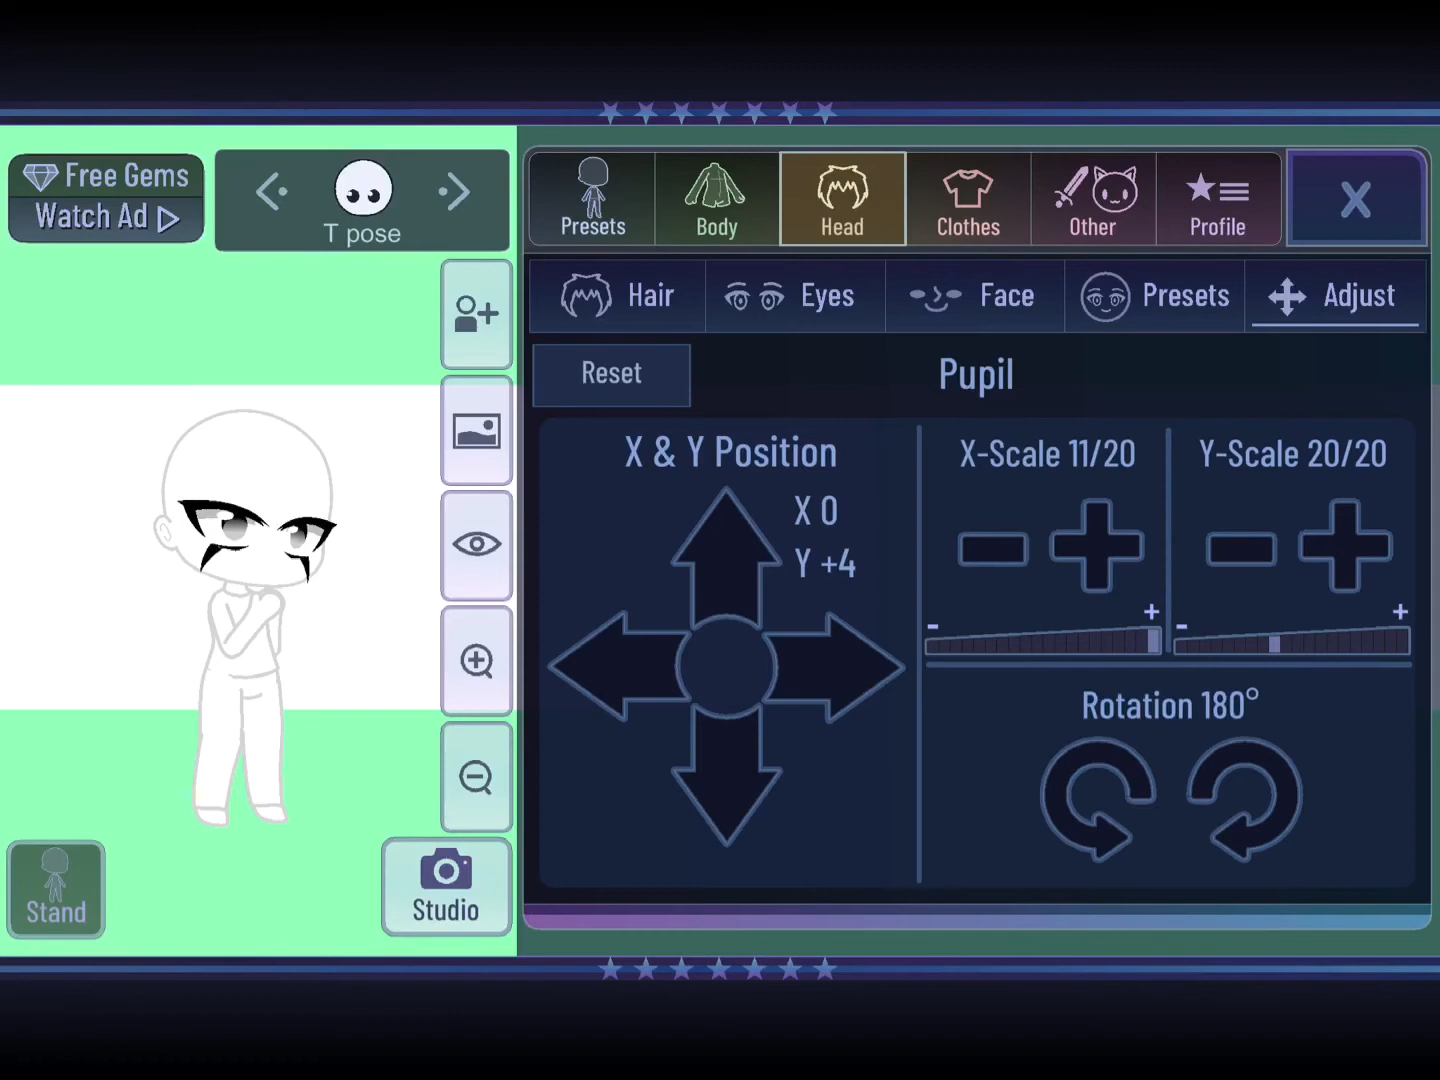 Free Gems
Watch Ad
T pose
Presets
Body
Head
Clothes
Other
Profile
X
Hair
Eyes
Face
Presets
Adjust
Reset
Pupil
X & Y Position
X 0
Y +4
X-Scale 11/20
- +
Y-Scale 20/20
- +
Rotation 180°
Stand
Studio